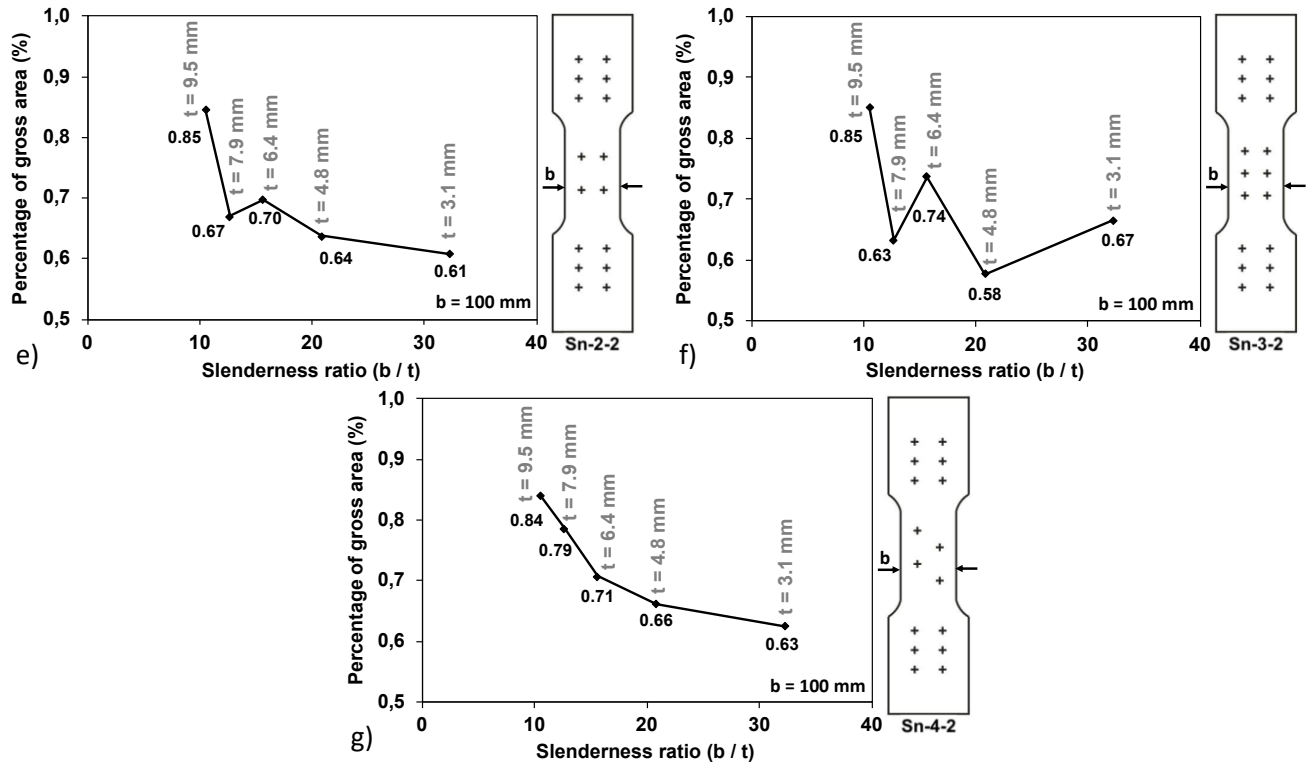 1,0
0,9
0,8
0,7
0,6
0,5
Percentage of gross area (%)
t = 9.5 mm
t = 7.9 mm
t = 6.4 mm
t = 4.8 mm
t = 3.1 mm
0.85
0.67
0.70
0.64
0.61
b = 100 mm
0
10
20
30
40
Slenderness ratio (b / t)
e)
b
Sn-2-2
1,0
0,9
0,8
0,7
0,6
0,5
Percentage of gross area (%)
t = 9.5 mm
t = 7.9 mm
t = 6.4 mm
t = 4.8 mm
t = 3.1 mm
0.85
0.63
0.74
0.58
0.67
b = 100 mm
0
10
20
30
40
Slenderness ratio (b / t)
f)
b
Sn-3-2
1,0
0,9
0,8
0,7
0,6
0,5
Percentage of gross area (%)
t = 9.5 mm
t = 7.9 mm
t = 6.4 mm
t = 4.8 mm
t = 3.1 mm
0.84
0.79
0.71
0.66
0.63
b = 100 mm
0
10
20
30
40
Slenderness ratio (b / t)
g)
b
Sn-4-2